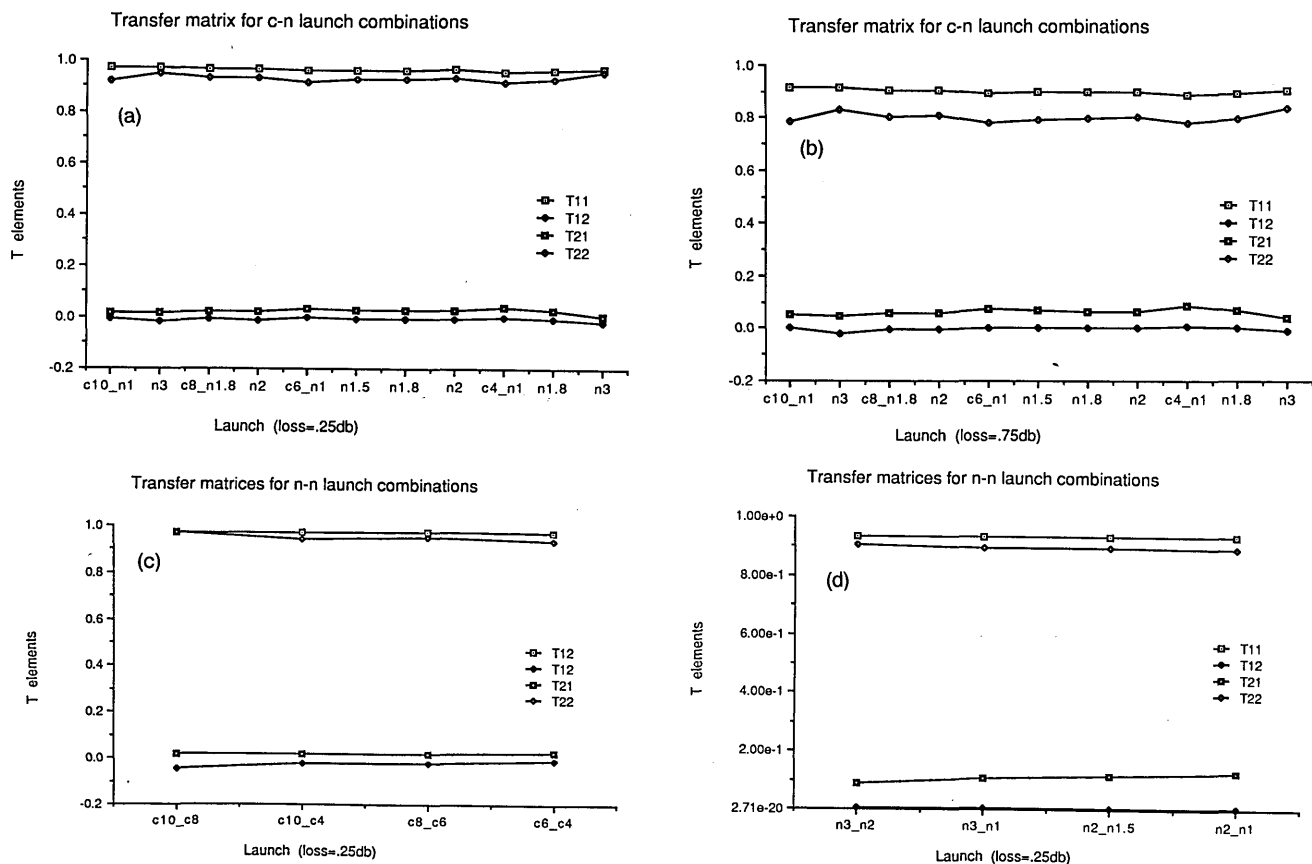 Transfer matrix for c-n launch combinations
1.0
0.8
0.6
0.4
0.2
0.0
-0.2
T elements
(a)
T11
T12
T21
T22
c10_n1 n3 c8_n1.8 n2 c6_n1 n1.5 n1.8 n2 c4_n1 n1.8 n3
Launch (loss=.25db)
Transfer matrix for c-n launch combinations
1.0
0.8
0.6
0.4
0.2
0.0
-0.2
T elements
(b)
T11
T12
T21
T22
c10_n1 n3 c8_n1.8 n2 c6_n1 n1.5 n1.8 n2 c4_n1 n1.8 n3
Launch (loss=.75db)
Transfer matrices for n-n launch combinations
1.0
0.8
0.6
0.4
0.2
0.0
-0.2
T elements
(c)
T12
T12
T21
T22
c10_c8 c10_c4 c8_c6 c6_c4
Launch (loss=.25db)
Transfer matrices for n-n launch combinations
1.00e+0
8.00e-1
6.00e-1
4.00e-1
2.00e-1
2.71e-20
T elements
(d)
T11
T12
T21
T22
n3_n2 n3_n1 n2_n1.5 n2_n1
Launch (loss=.25db)